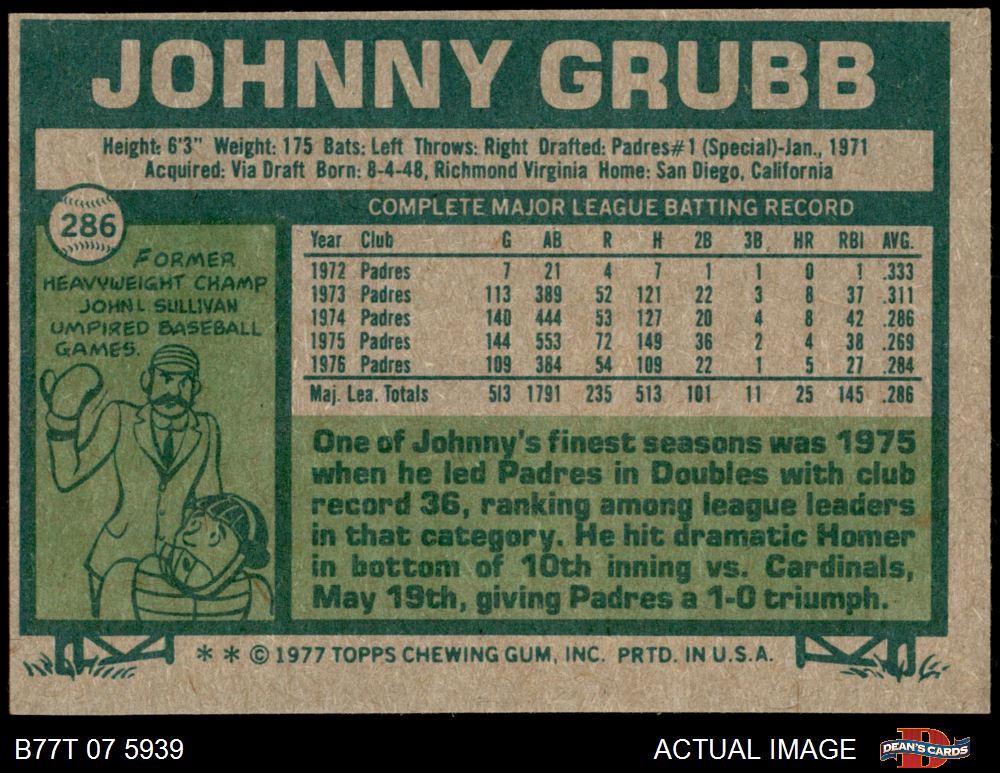 JOHNNY GRUBB
Height: 6'3" Weight: 175 Bats: Left Throws: Right Drafted: Padres#1 (Special)-Jan., 1971
Acquired: Via Draft Born: 8-4-48, Richmond Virginia Home: San Diego, California
286
COMPLETE MAJOR LEAGUE BATTING RECORD
FORMER
HEAVYWEIGHT CHAMP
JOHN L SULLIVAN
UMPIRED BASEBALL
GAMES.
Year Club G AB R H 2B 3B HR RBI AVG.
1972 Padres 7 21 4 7 1 1 0 1 .333
1973 Padres 113 389 52 121 22 3 8 37 .311
1974 Padres 140 444 53 127 20 4 8 42 .286
1975 Padres 144 553 72 149 36 2 4 38 .269
1976 Padres 109 384 54 109 22 1 5 27 .284
Maj. Lea. Totals 513 1791 235 513 101 11 25 145 .286
One of Johnny's finest seasons was 1975
when he led Padres in Doubles with club
record 36, ranking among league leaders
in that category. He hit dramatic Homer
in bottom of 10th inning vs. Cardinals,
May 19th, giving Padres a 1-0 triumph.
* * © 1977 TOPPS CHEWING GUM, INC. PRTD. IN U.S.A.
B77T 07 5939
ACTUAL IMAGE
DEAN'S CARDS